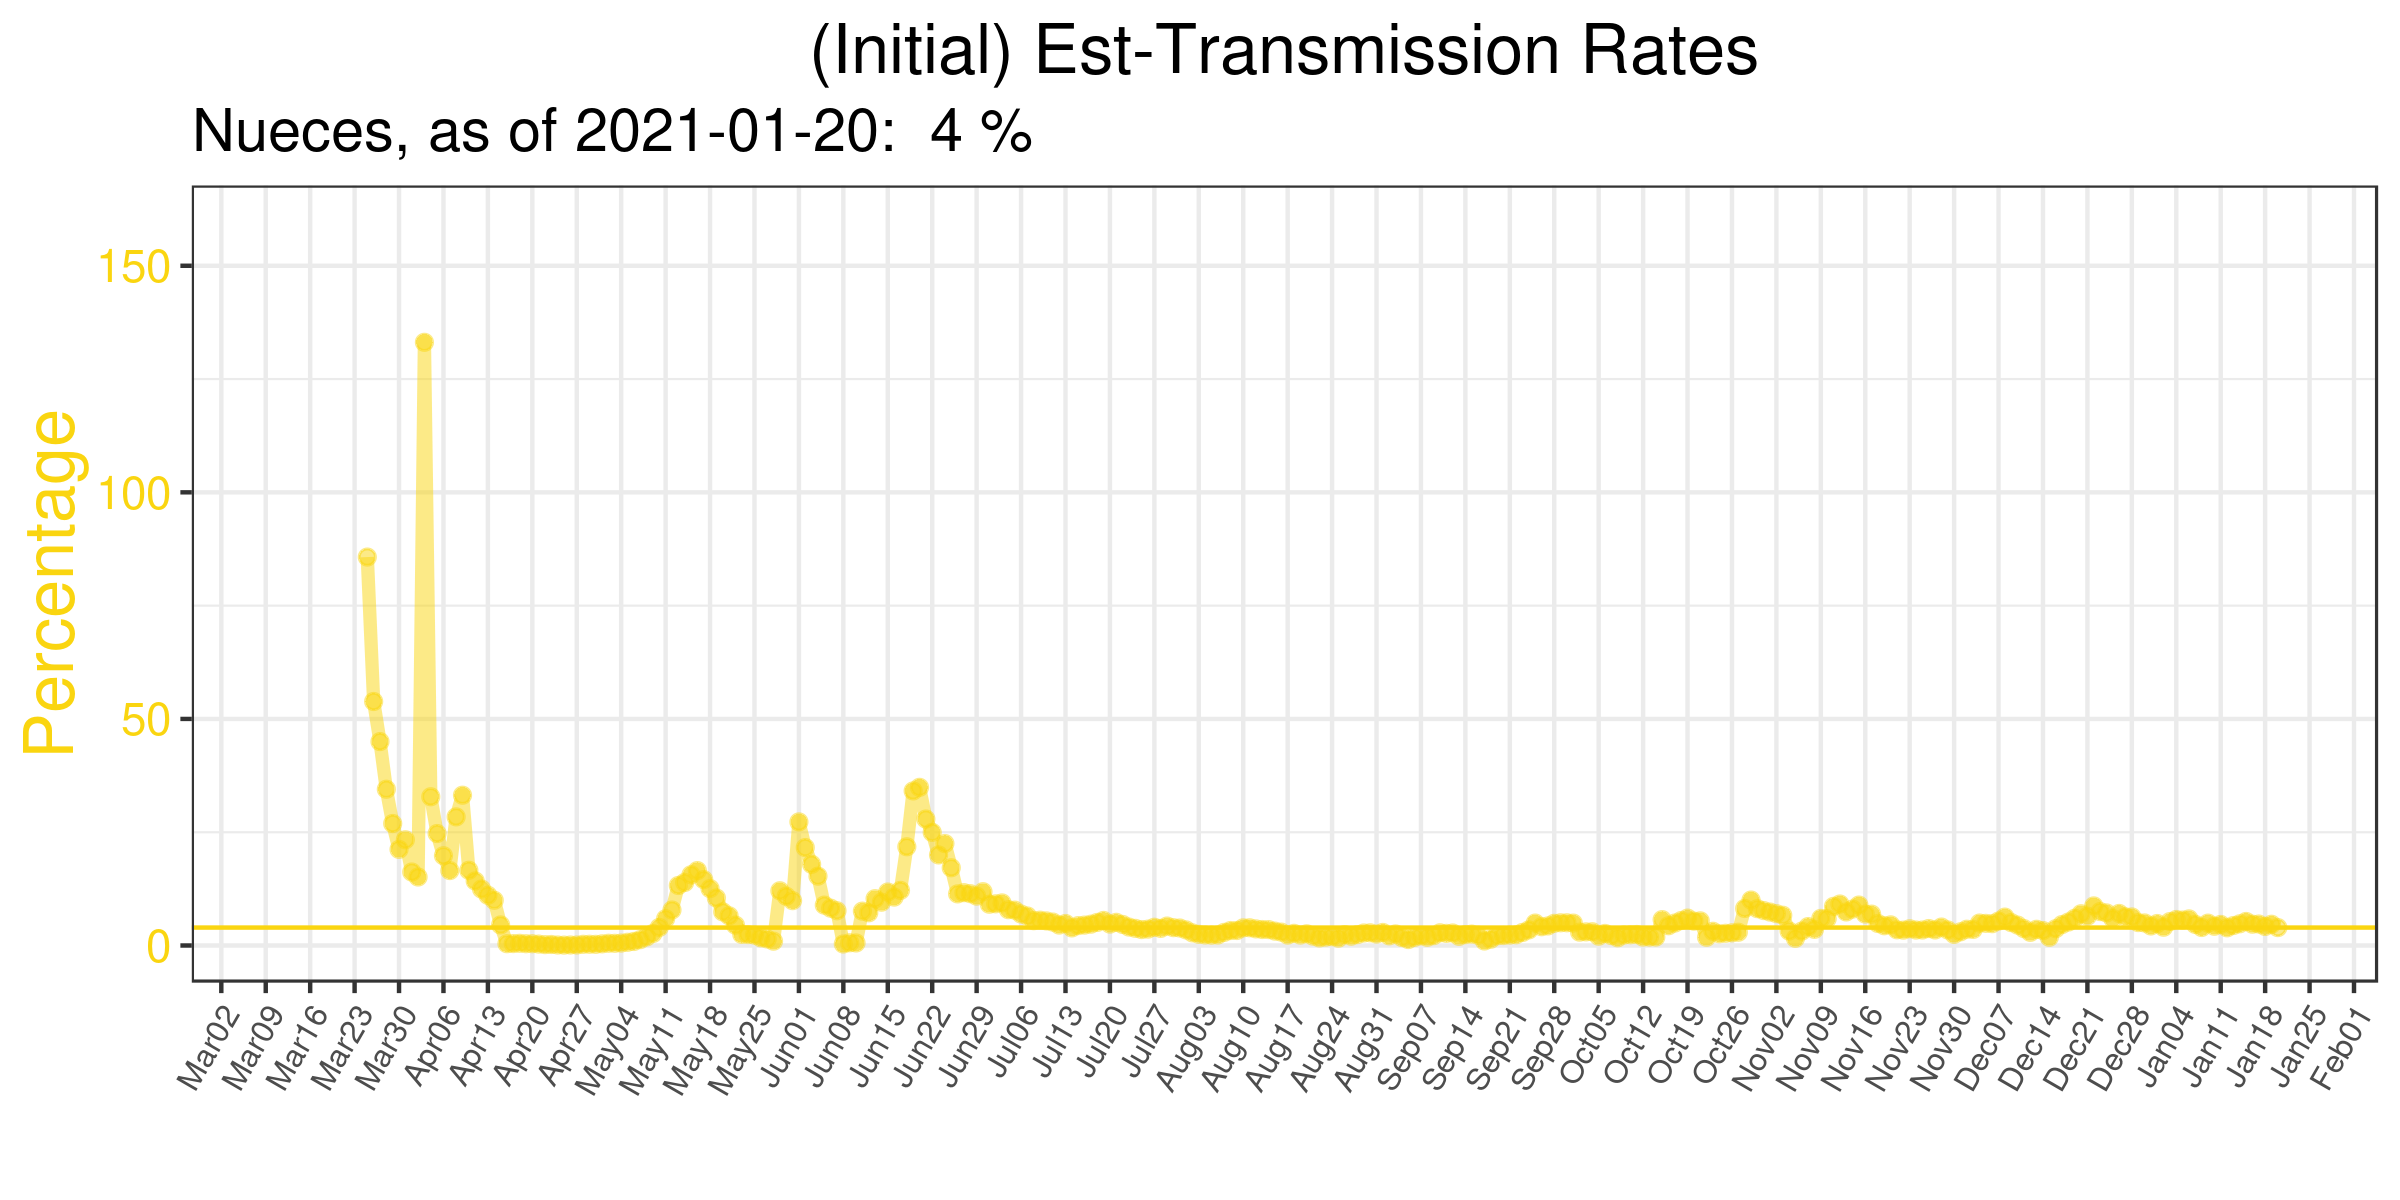 (Initial) Est-Transmission Rates
Nueces, as of 2021-01-20:  4 %
Percentage
150
100
50
0
Mar02
Mar09
Mar16
Mar23
Mar30
Apr06
Apr13
Apr20
Apr27
May04
May11
May18
May25
Jun01
Jun08
Jun15
Jun22
Jun29
Jul06
Jul13
Jul20
Jul27
Aug03
Aug10
Aug17
Aug24
Aug31
Sep07
Sep14
Sep21
Sep28
Oct05
Oct12
Oct19
Oct26
Nov02
Nov09
Nov16
Nov23
Nov30
Dec07
Dec14
Dec21
Dec28
Jan04
Jan11
Jan18
Jan25
Feb01